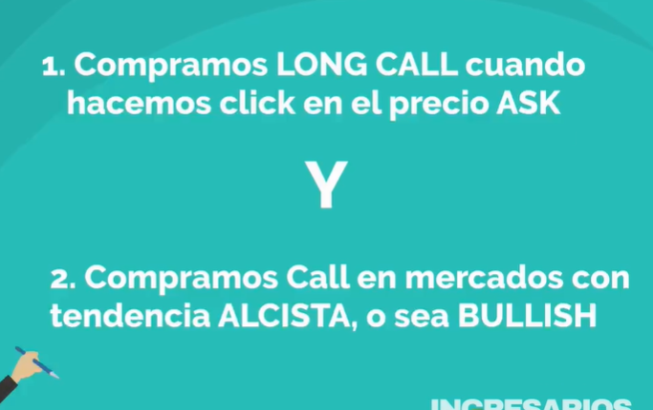 1. Compramos LONG CALL cuando
hacemos click en el precio ASK
Y
2. Compramos Call en mercados con
tendencia ALCISTA, o sea BULLISH
INGRESARIOS